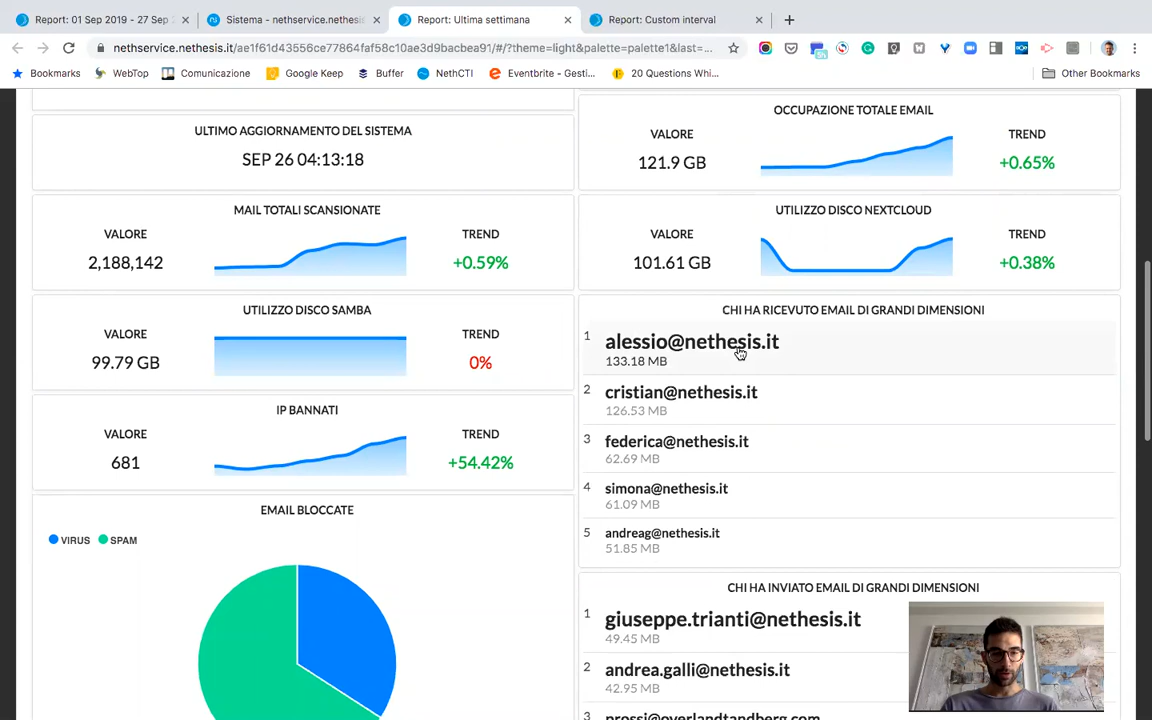 Report: 01 Sep 2019 - 27 Sep 2
Sistema - nethservice.nethesis
Report: Ultima settimana
Report: Custom interval
nethservice.nethesis.it/ae1f61d43556ce77864faf58c10ae3d9bacbea91/#/?theme=light&palette=palette1&last=...
Bookmarks
WebTop
Comunicazione
Google Keep
Buffer
NethCTI
Eventbrite - Gesti...
20 Questions Whi...
Other Bookmarks
ULTIMO AGGIORNAMENTO DEL SISTEMA
SEP 26 04:13:18
OCCUPAZIONE TOTALE EMAIL
VALORE
121.9 GB
TREND
+0.65%
MAIL TOTALI SCANSIONATE
VALORE
2,188,142
TREND
+0.59%
UTILIZZO DISCO NEXTCLOUD
VALORE
101.61 GB
TREND
+0.38%
UTILIZZO DISCO SAMBA
VALORE
99.79 GB
TREND
0%
IP BANNATI
VALORE
681
TREND
+54.42%
EMAIL BLOCCATE
VIRUS
SPAM
CHI HA RICEVUTO EMAIL DI GRANDI DIMENSIONI
1 alessio@nethesis.it
133.18 MB
2 cristian@nethesis.it
126.53 MB
3 federica@nethesis.it
62.69 MB
4 simona@nethesis.it
61.09 MB
5 andreag@nethesis.it
51.85 MB
CHI HA INVIATO EMAIL DI GRANDI DIMENSIONI
1 giuseppe.trianti@nethesis.it
49.45 MB
2 andrea.galli@nethesis.it
42.95 MB
3 prossi@overlandtandberg.com